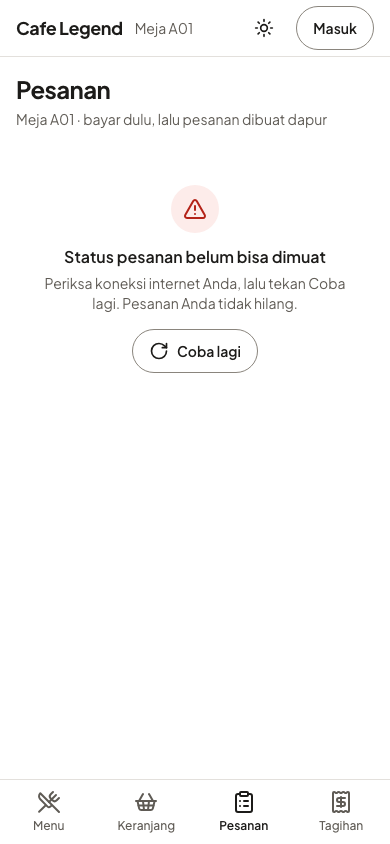 Cafe Legend Meja A01 Masuk
Pesanan
Meja A01 · bayar dulu, lalu pesanan dibuat dapur
Status pesanan belum bisa dimuat
Periksa koneksi internet Anda, lalu tekan Coba
lagi. Pesanan Anda tidak hilang.
Coba lagi
Menu Keranjang Pesanan Tagihan